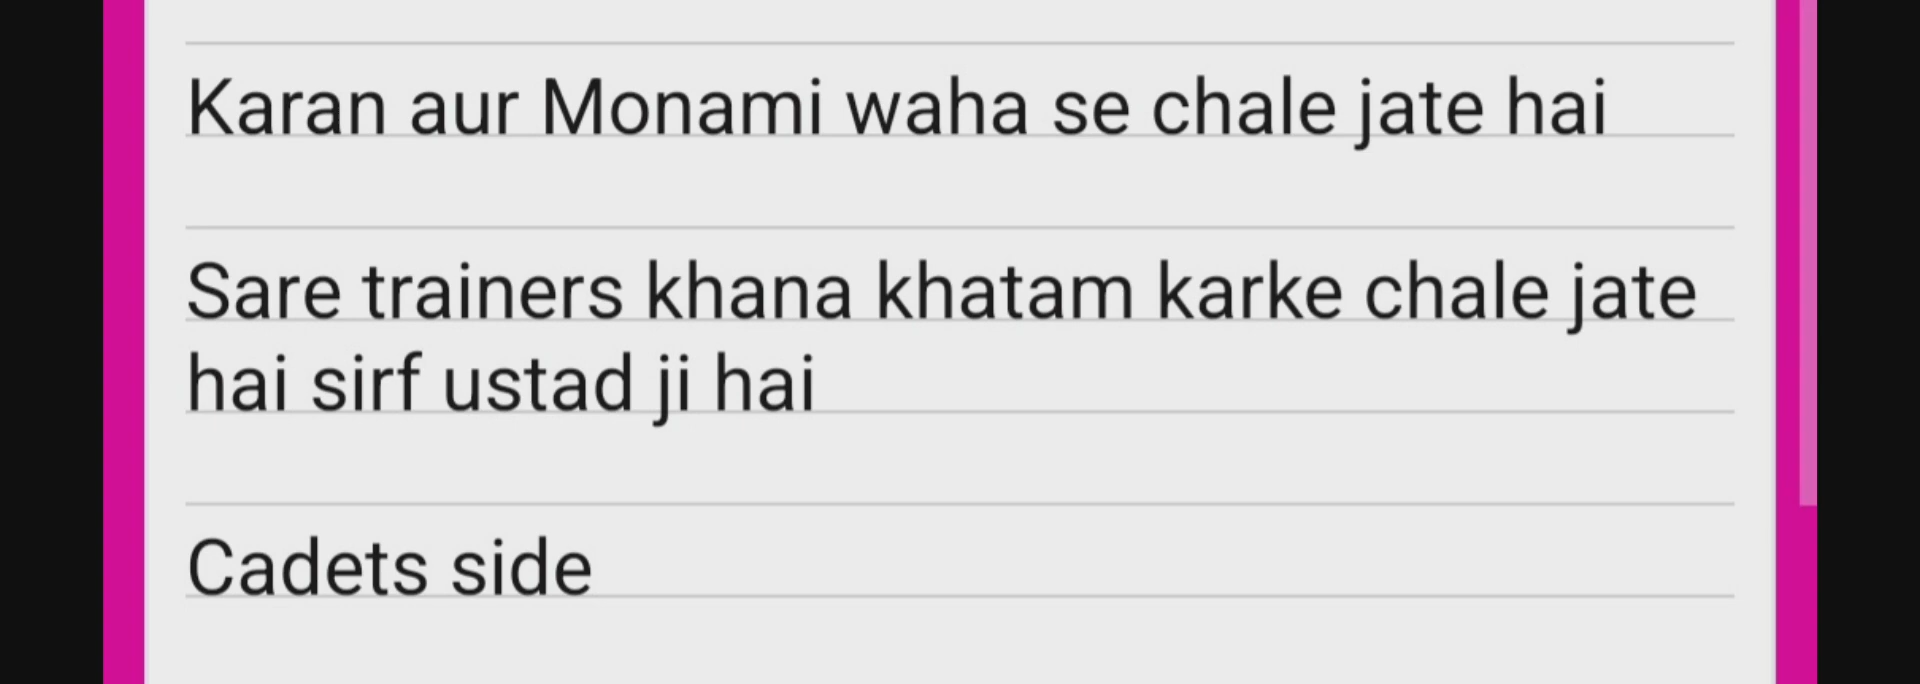 Karan aur Monami waha se chale jate hai
Sare trainers khana khatam karke chale jate
hai sirf ustad ji hai
Cadets side